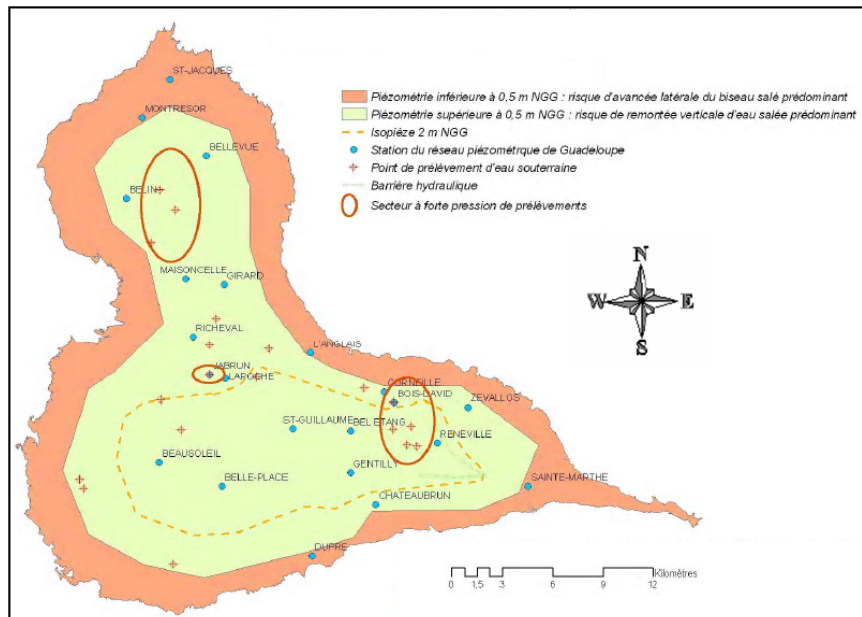 ST-JACQUES
MONTRESOR
BELLEVUE
BELIN
MAISONCELLE
GIRARD
RICHEVAL
L'ANGLAIS
JABRUN
LAROCHE
CORNEILLE
BOIS-DAVID
ZEVALLOS
ST-GUILLAUME
BEL ETANG
RENEVILLE
BEAUSOLEIL
BELLE-PLACE
GENTILLY
SAINTE-MARTHE
CHATEAUBRUN
DUPRE
Piézométrie inférieure à 0,5 m NGG : risque d'avancée latérale du biseau salé prédominant
Piézométrie supérieure à 0,5 m NGG : risque de remontée verticale d'eau salée prédominant
Isopièze 2 m NGG
Station du réseau piézométrque de Guadeloupe
Point de prélèvement d'eau souterraine
Barrière hydraulique
Secteur à forte pression de prélèvements
N
W E
S
Kilomètres
0 1,5 3 6 9 12